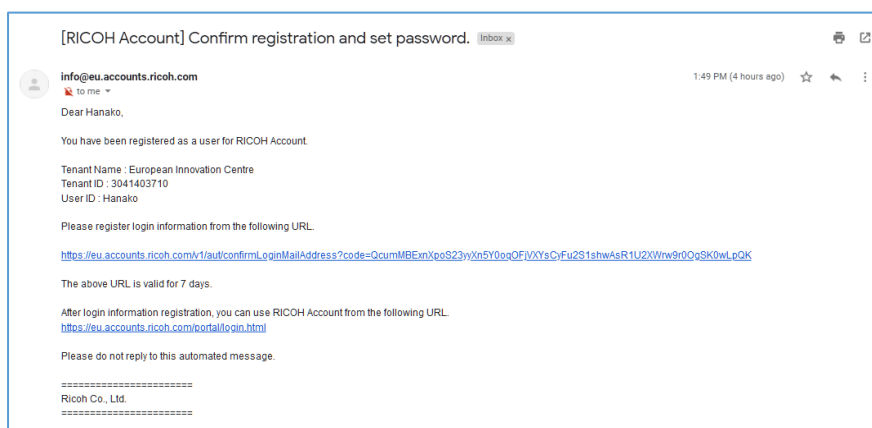 [RICOH Account] Confirm registration and set password. Inbox x
info@eu.accounts.ricoh.com 1:49 PM (4 hours ago)
to me
Dear Hanako,
You have been registered as a user for RICOH Account.
Tenant Name : European Innovation Centre
Tenant ID : 3041403710
User ID : Hanako
Please register login information from the following URL.
https://eu.accounts.ricoh.com/v1/aut/confirmLoginMailAddress?code=QcumMBExnXpoS23yyXn5Y0oqOFjVXYsCyFu2S1shwAsR1U2XWrw9r0OgSK0wLpQK
The above URL is valid for 7 days.
After login information registration, you can use RICOH Account from the following URL.
https://eu.accounts.ricoh.com/portal/login.html
Please do not reply to this automated message.
=======================
Ricoh Co., Ltd.
=======================